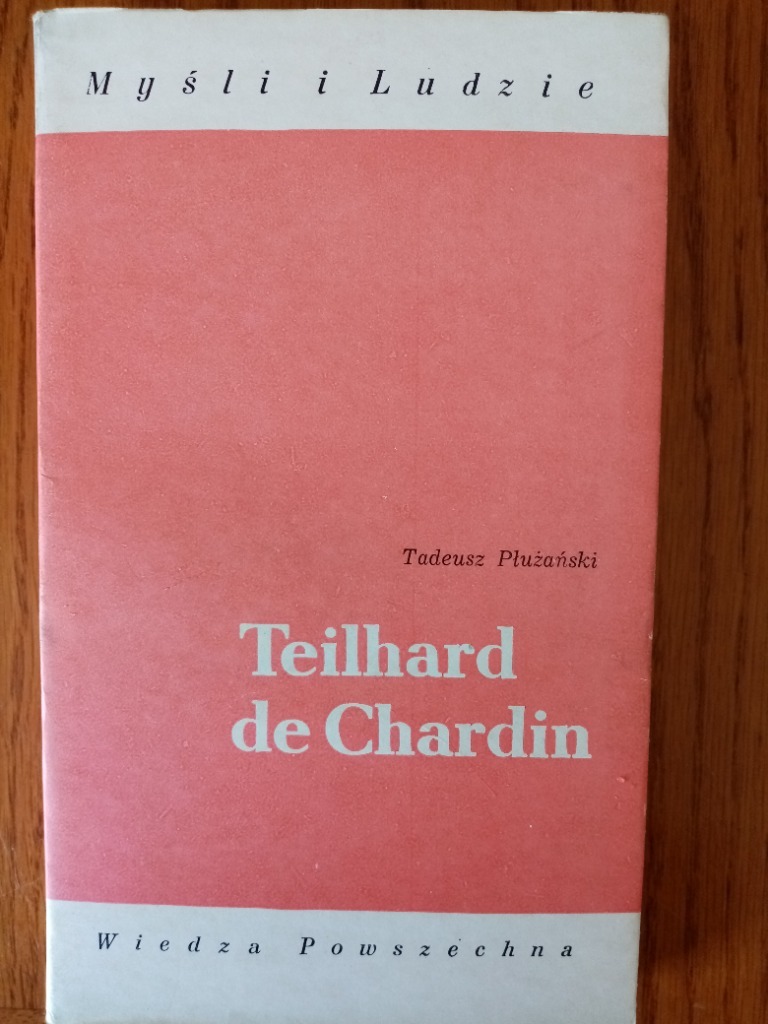 Myśli i Ludzie
Tadeusz Płużański
Teilhard
de Chardin
Wiedza Powszechna